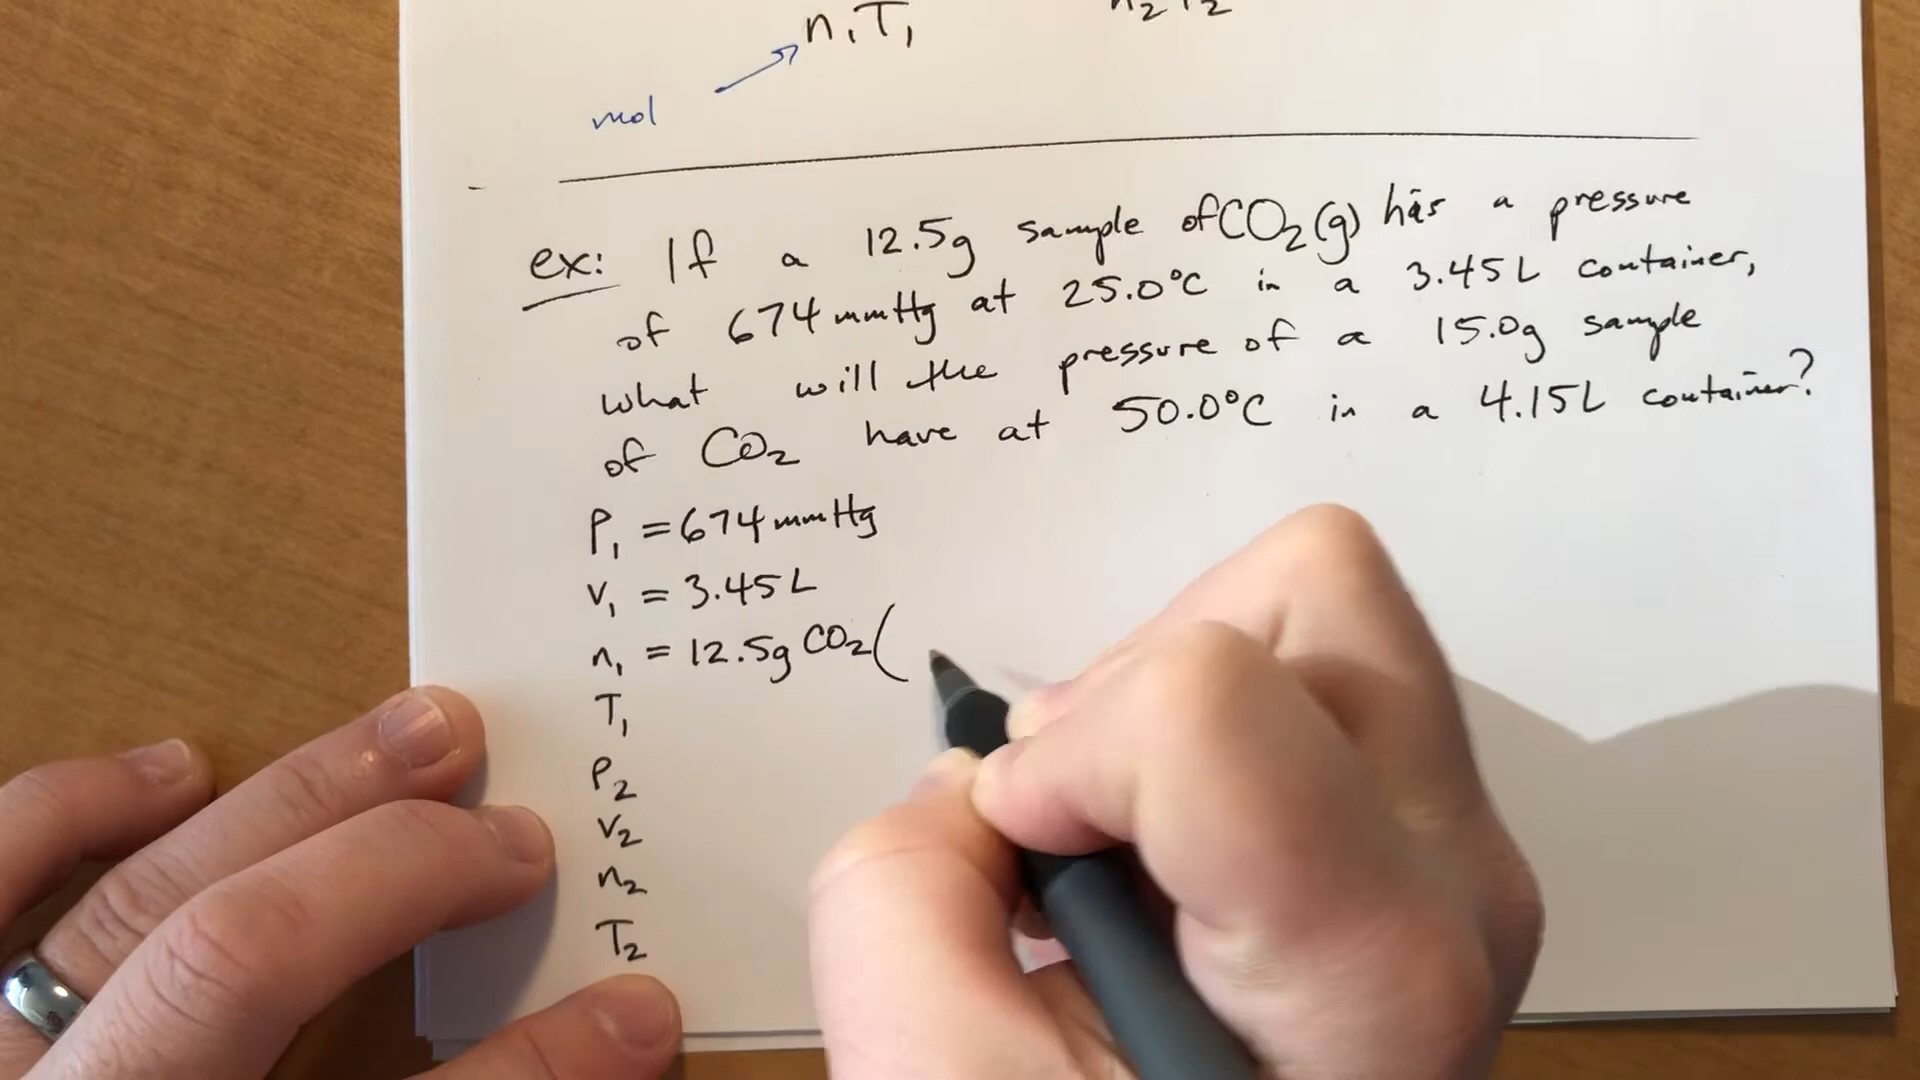 n₁T₁ n₂T₂
mol
ex: If a 12.5g sample of CO₂(g) has a pressure
of 674 mmHg at 25.0°C in a 3.45L container,
what will the pressure of a 15.0g sample
of CO₂ have at 50.0°C in a 4.15L container?
P₁ = 674 mmHg
V₁ = 3.45 L
n₁ = 12.5g CO₂(
T₁
P₂
V₂
n₂
T₂